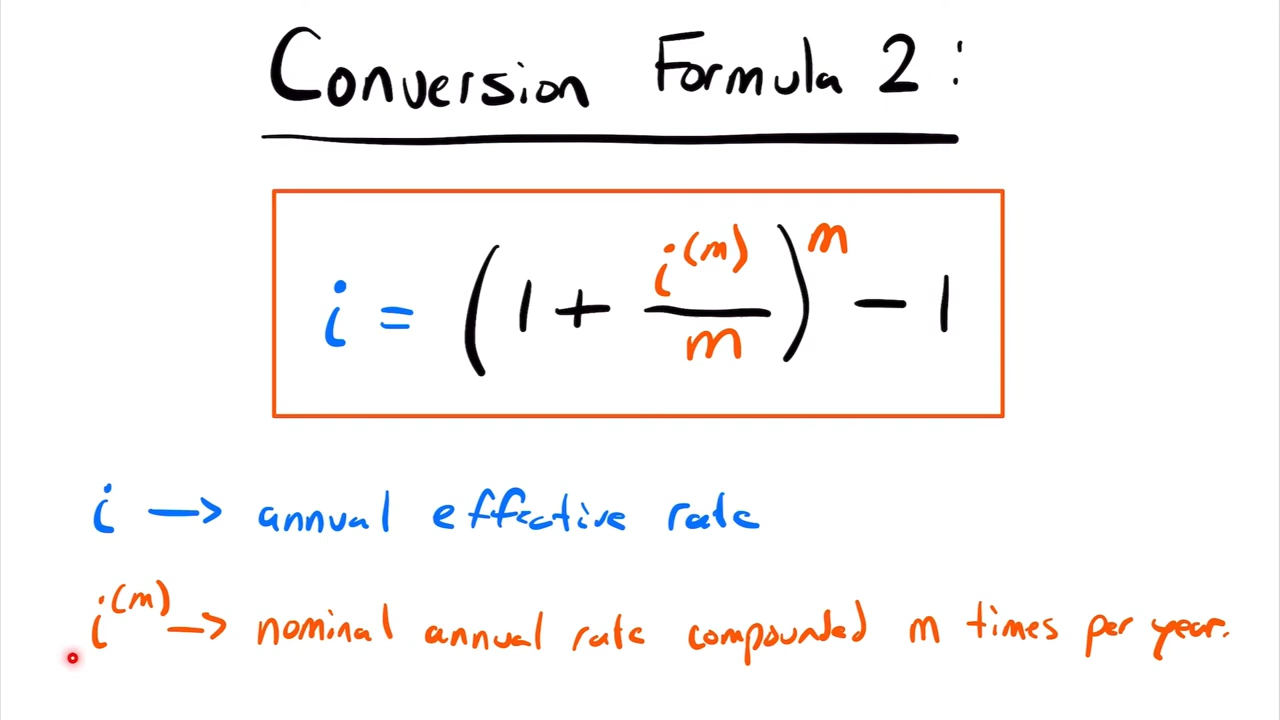 Conversion Formula 2:
i = (1 + i^(m)/m)^m - 1
i → annual effective rate
i^(m) → nominal annual rate compounded m times per year.